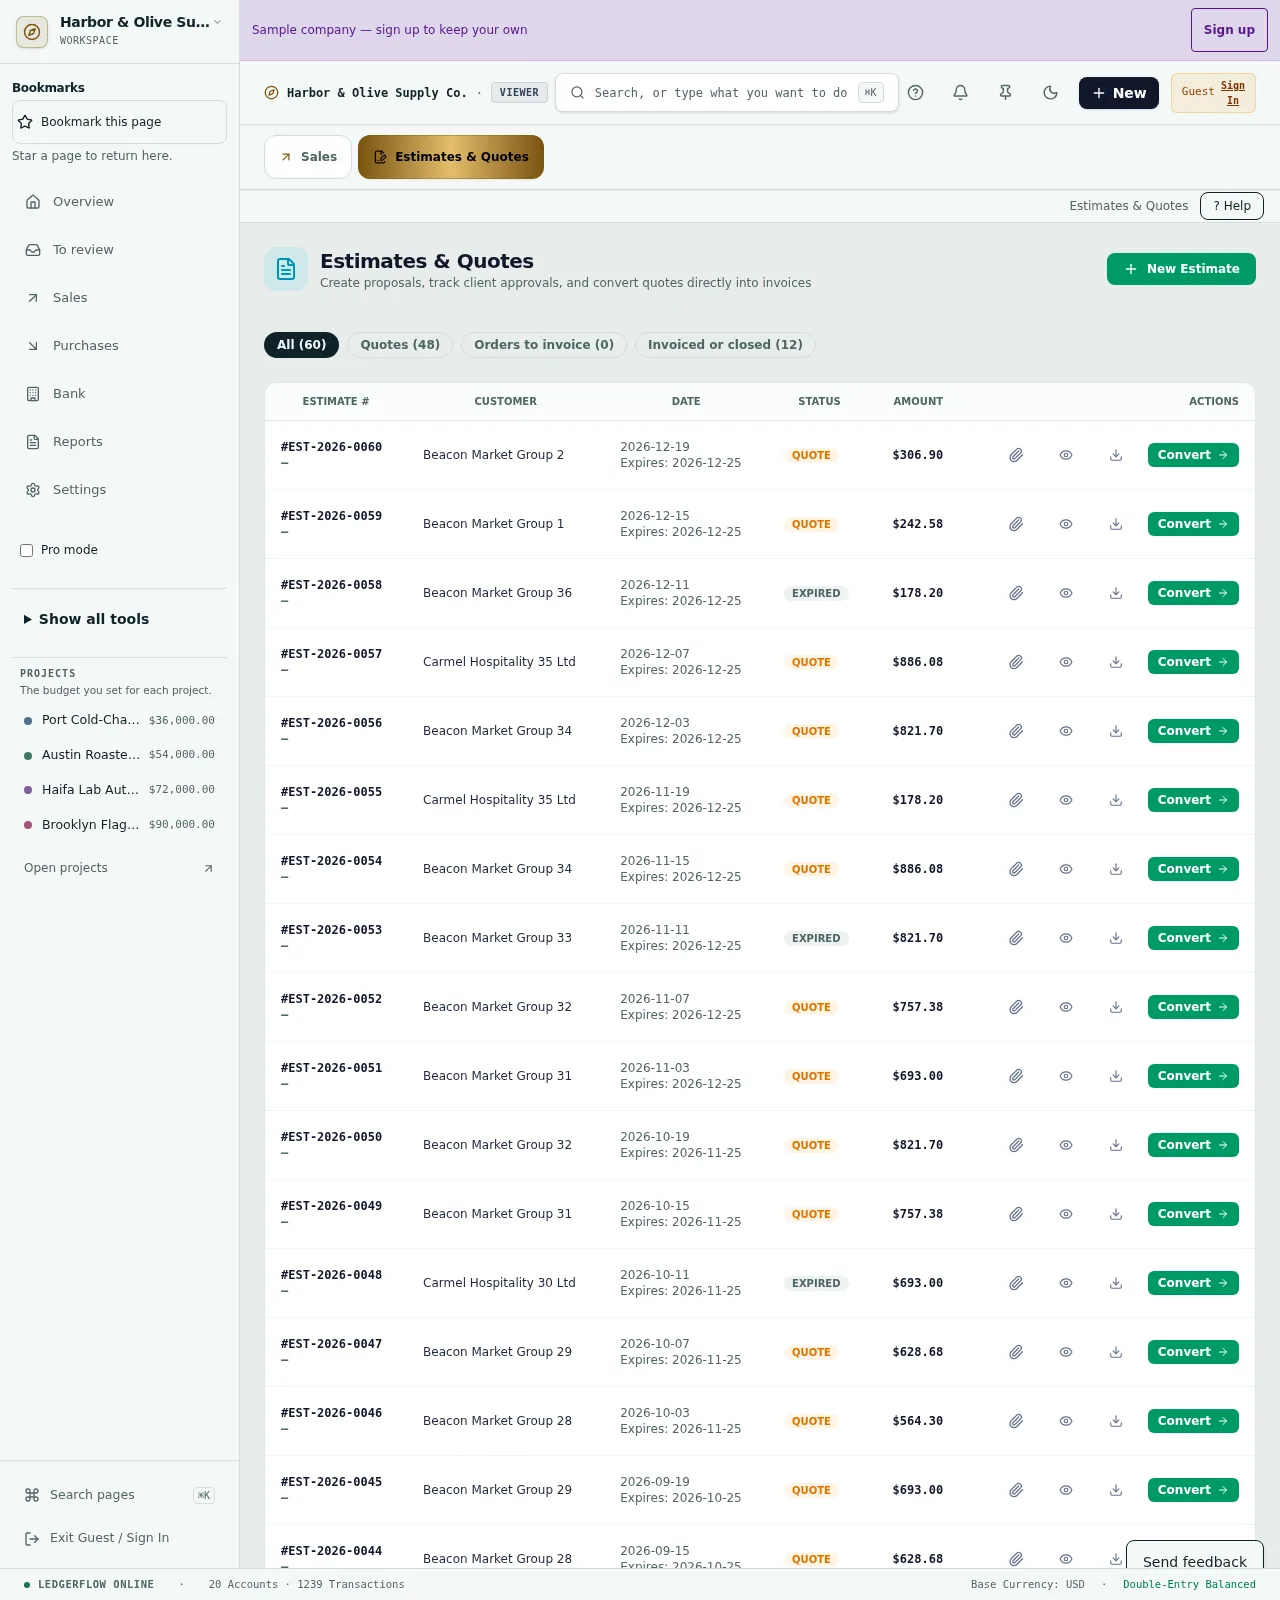 Harbor & Olive Su...
WORKSPACE
Bookmarks
Bookmark this page
Star a page to return here.
Overview
To review
Sales
Purchases
Bank
Reports
Settings
Pro mode
Show all tools
PROJECTS
The budget you set for each project.
Port Cold-Cha... $36,000.00
Austin Roaste... $54,000.00
Haifa Lab Aut... $72,000.00
Brooklyn Flag... $90,000.00
Open projects
Search pages ⌘K
Exit Guest / Sign In
Sample company — sign up to keep your own
Sign up
Harbor & Olive Supply Co. · VIEWER
Search, or type what you want to do ⌘K
+ New
Guest Sign In
Sales
Estimates & Quotes
Estimates & Quotes
? Help
Estimates & Quotes
Create proposals, track client approvals, and convert quotes directly into invoices
+ New Estimate
All (60) Quotes (48) Orders to invoice (0) Invoiced or closed (12)
ESTIMATE # CUSTOMER DATE STATUS AMOUNT ACTIONS
#EST-2026-0060 Beacon Market Group 2 2026-12-19 QUOTE $306.90 Convert →
— Expires: 2026-12-25
#EST-2026-0059 Beacon Market Group 1 2026-12-15 QUOTE $242.58 Convert →
— Expires: 2026-12-25
#EST-2026-0058 Beacon Market Group 36 2026-12-11 EXPIRED $178.20 Convert →
— Expires: 2026-12-25
#EST-2026-0057 Carmel Hospitality 35 Ltd 2026-12-07 QUOTE $886.08 Convert →
— Expires: 2026-12-25
#EST-2026-0056 Beacon Market Group 34 2026-12-03 QUOTE $821.70 Convert →
— Expires: 2026-12-25
#EST-2026-0055 Carmel Hospitality 35 Ltd 2026-11-19 QUOTE $178.20 Convert →
— Expires: 2026-12-25
#EST-2026-0054 Beacon Market Group 34 2026-11-15 QUOTE $886.08 Convert →
— Expires: 2026-12-25
#EST-2026-0053 Beacon Market Group 33 2026-11-11 EXPIRED $821.70 Convert →
— Expires: 2026-12-25
#EST-2026-0052 Beacon Market Group 32 2026-11-07 QUOTE $757.38 Convert →
— Expires: 2026-12-25
#EST-2026-0051 Beacon Market Group 31 2026-11-03 QUOTE $693.00 Convert →
— Expires: 2026-12-25
#EST-2026-0050 Beacon Market Group 32 2026-10-19 QUOTE $821.70 Convert →
— Expires: 2026-11-25
#EST-2026-0049 Beacon Market Group 31 2026-10-15 QUOTE $757.38 Convert →
— Expires: 2026-11-25
#EST-2026-0048 Carmel Hospitality 30 Ltd 2026-10-11 EXPIRED $693.00 Convert →
— Expires: 2026-11-25
#EST-2026-0047 Beacon Market Group 29 2026-10-07 QUOTE $628.68 Convert →
— Expires: 2026-11-25
#EST-2026-0046 Beacon Market Group 28 2026-10-03 QUOTE $564.30 Convert →
— Expires: 2026-11-25
#EST-2026-0045 Beacon Market Group 29 2026-09-19 QUOTE $693.00 Convert →
— Expires: 2026-10-25
#EST-2026-0044 Beacon Market Group 28 2026-09-15 QUOTE $628.68
— Expires: 2026-10-25
Send feedback
LEDGERFLOW ONLINE · 20 Accounts · 1239 Transactions
Base Currency: USD · Double-Entry Balanced